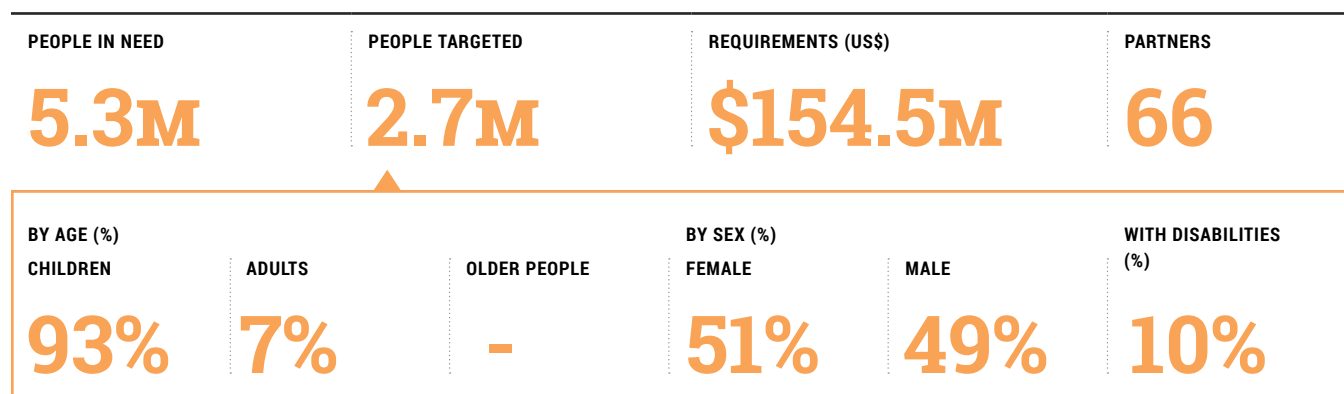 PEOPLE IN NEED
PEOPLE TARGETED
REQUIREMENTS (US$)
PARTNERS
5.3M
2.7M
$154.5M
66
BY AGE (%)
BY SEX (%)
WITH DISABILITIES
(%)
CHILDREN
ADULTS
OLDER PEOPLE
FEMALE
MALE
93%
7%
-
51%
49%
10%